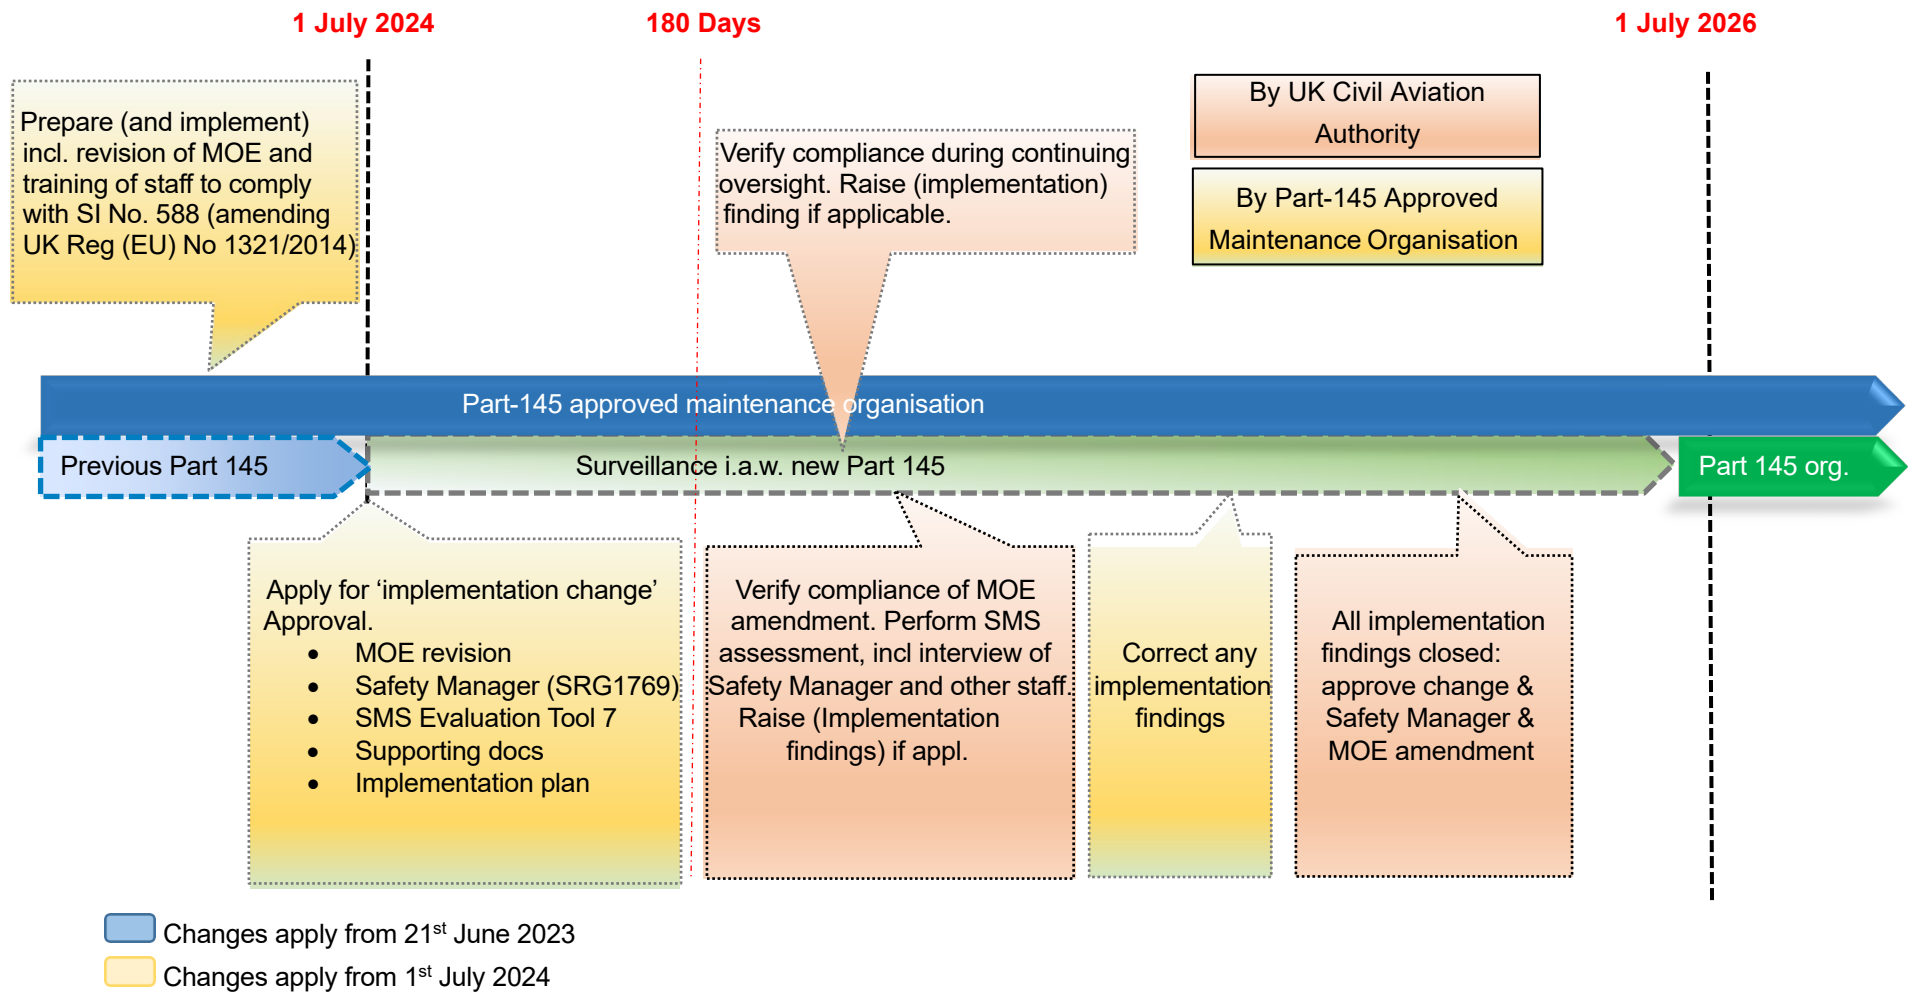 1 July 2024
180 Days
1 July 2026
Prepare (and implement)
incl. revision of MOE and
training of staff to comply
with SI No. 588 (amending
UK Reg (EU) No 1321/2014)
Verify compliance during continuing
oversight. Raise (implementation)
finding if applicable.
By UK Civil Aviation
Authority
By Part-145 Approved
Maintenance Organisation
Part-145 approved maintenance organisation
Previous Part 145
Surveillance i.a.w. new Part 145
Part 145 org.
Apply for ‘implementation change’
Approval.
• MOE revision
• Safety Manager (SRG1769)
• SMS Evaluation Tool 7
• Supporting docs
• Implementation plan
Verify compliance of MOE
amendment. Perform SMS
assessment, incl interview of
Safety Manager and other staff.
Raise (Implementation
findings) if appl.
Correct any
implementation
findings
All implementation
findings closed:
approve change &
Safety Manager &
MOE amendment
Changes apply from 21st June 2023
Changes apply from 1st July 2024